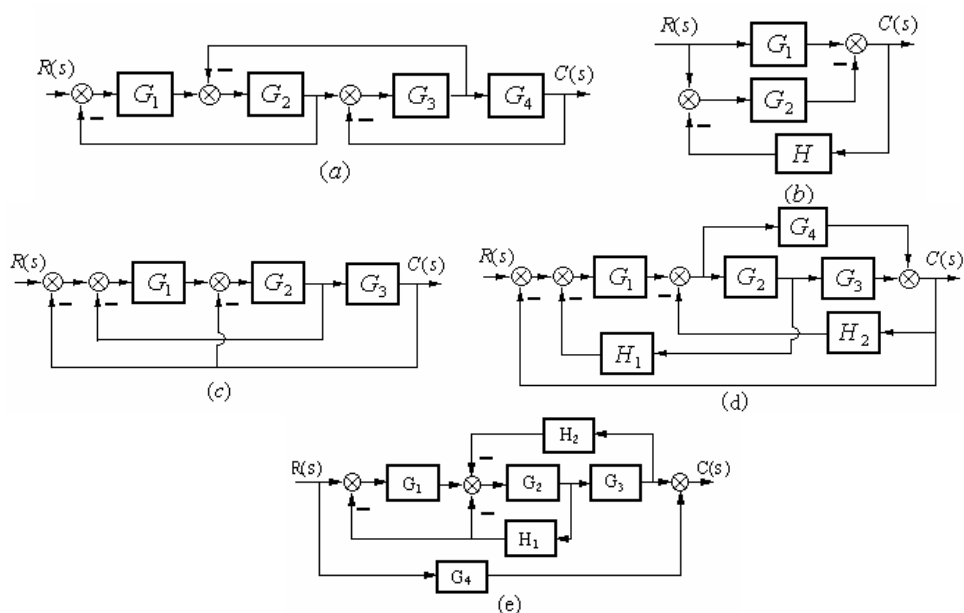 R(s)
G₁
G₂
G₃
G₄
C(s)
−
−
−
(a)
R(s)
G₁
C(s)
−
G₂
−
H
(b)
R(s)
G₁
G₂
G₃
C(s)
−
−
−
(c)
G₄
R(s)
G₁
G₂
G₃
C(s)
−
−
−
H₁
H₂
(d)
H₂
−
R(s)
G₁
G₂
G₃
C(s)
−
−
H₁
G₄
(e)